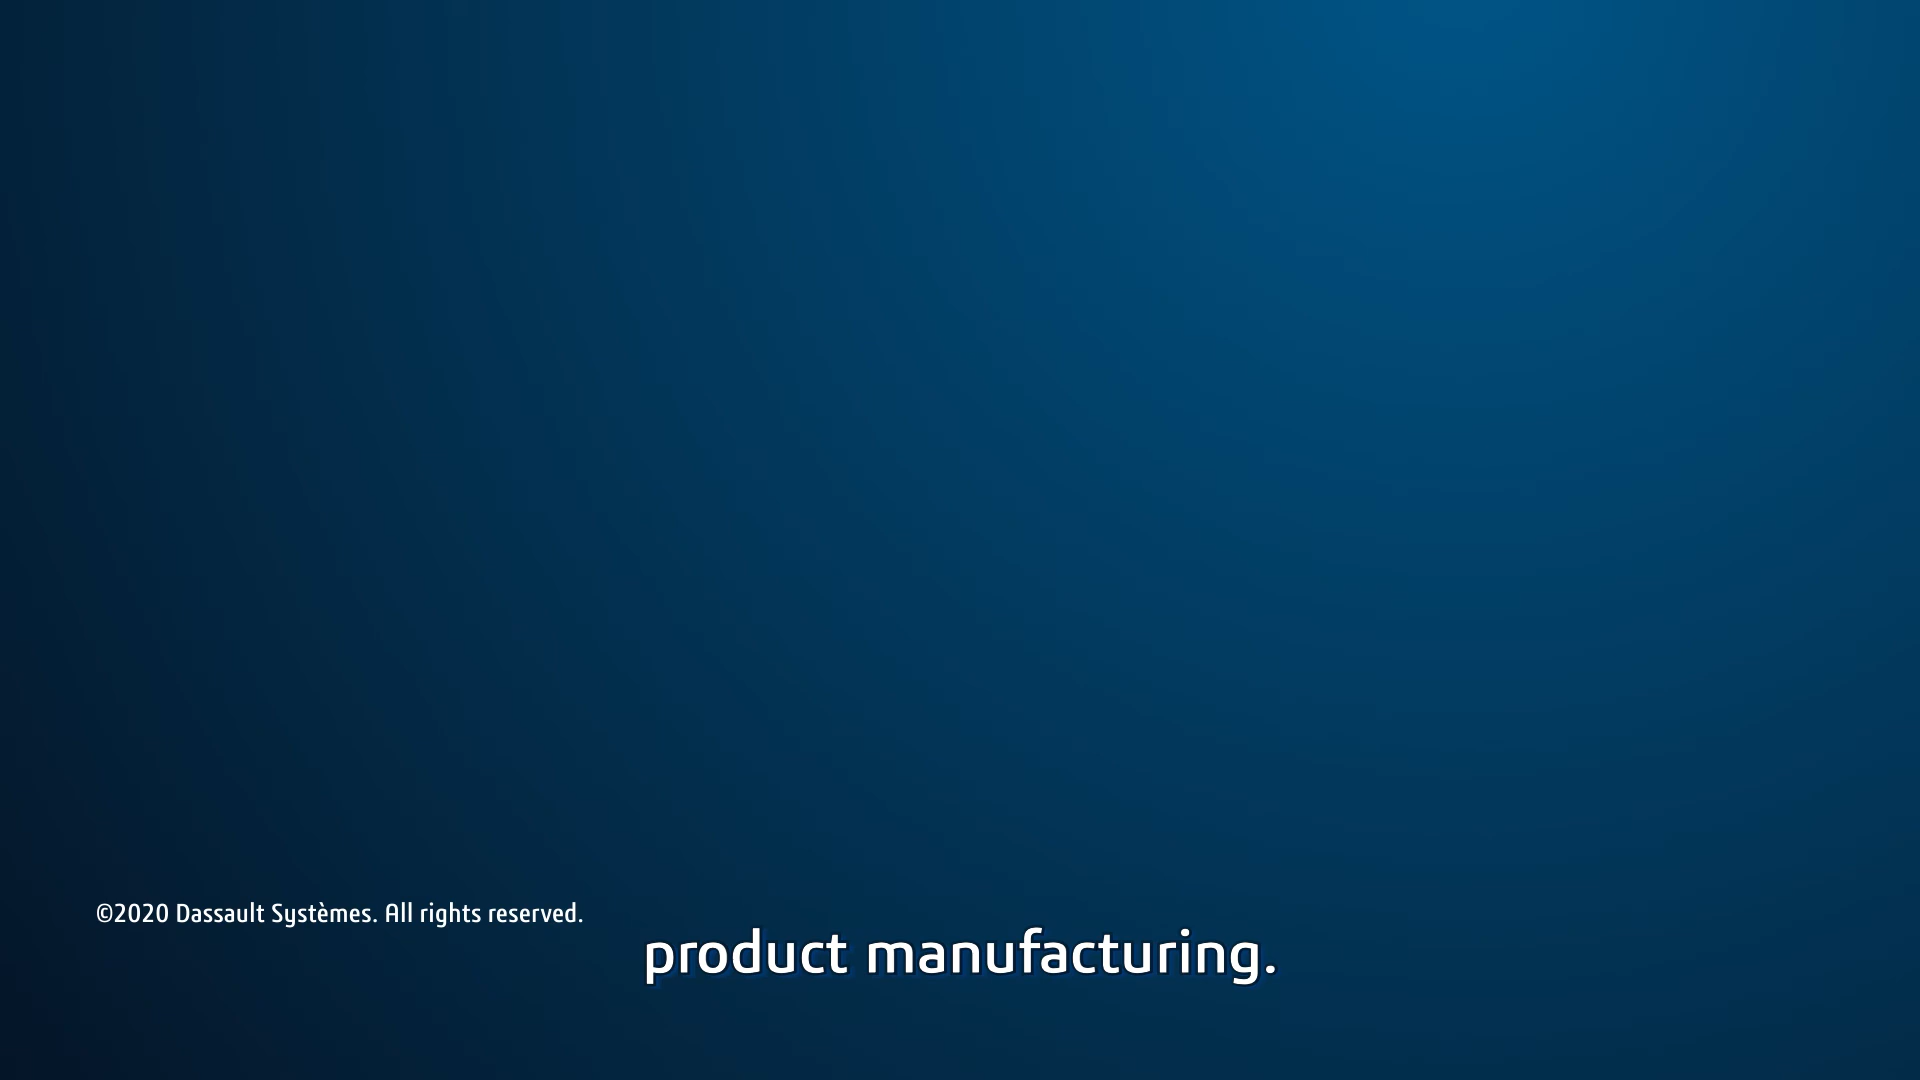 ©2020 Dassault Systèmes. All rights reserved.
product manufacturing.